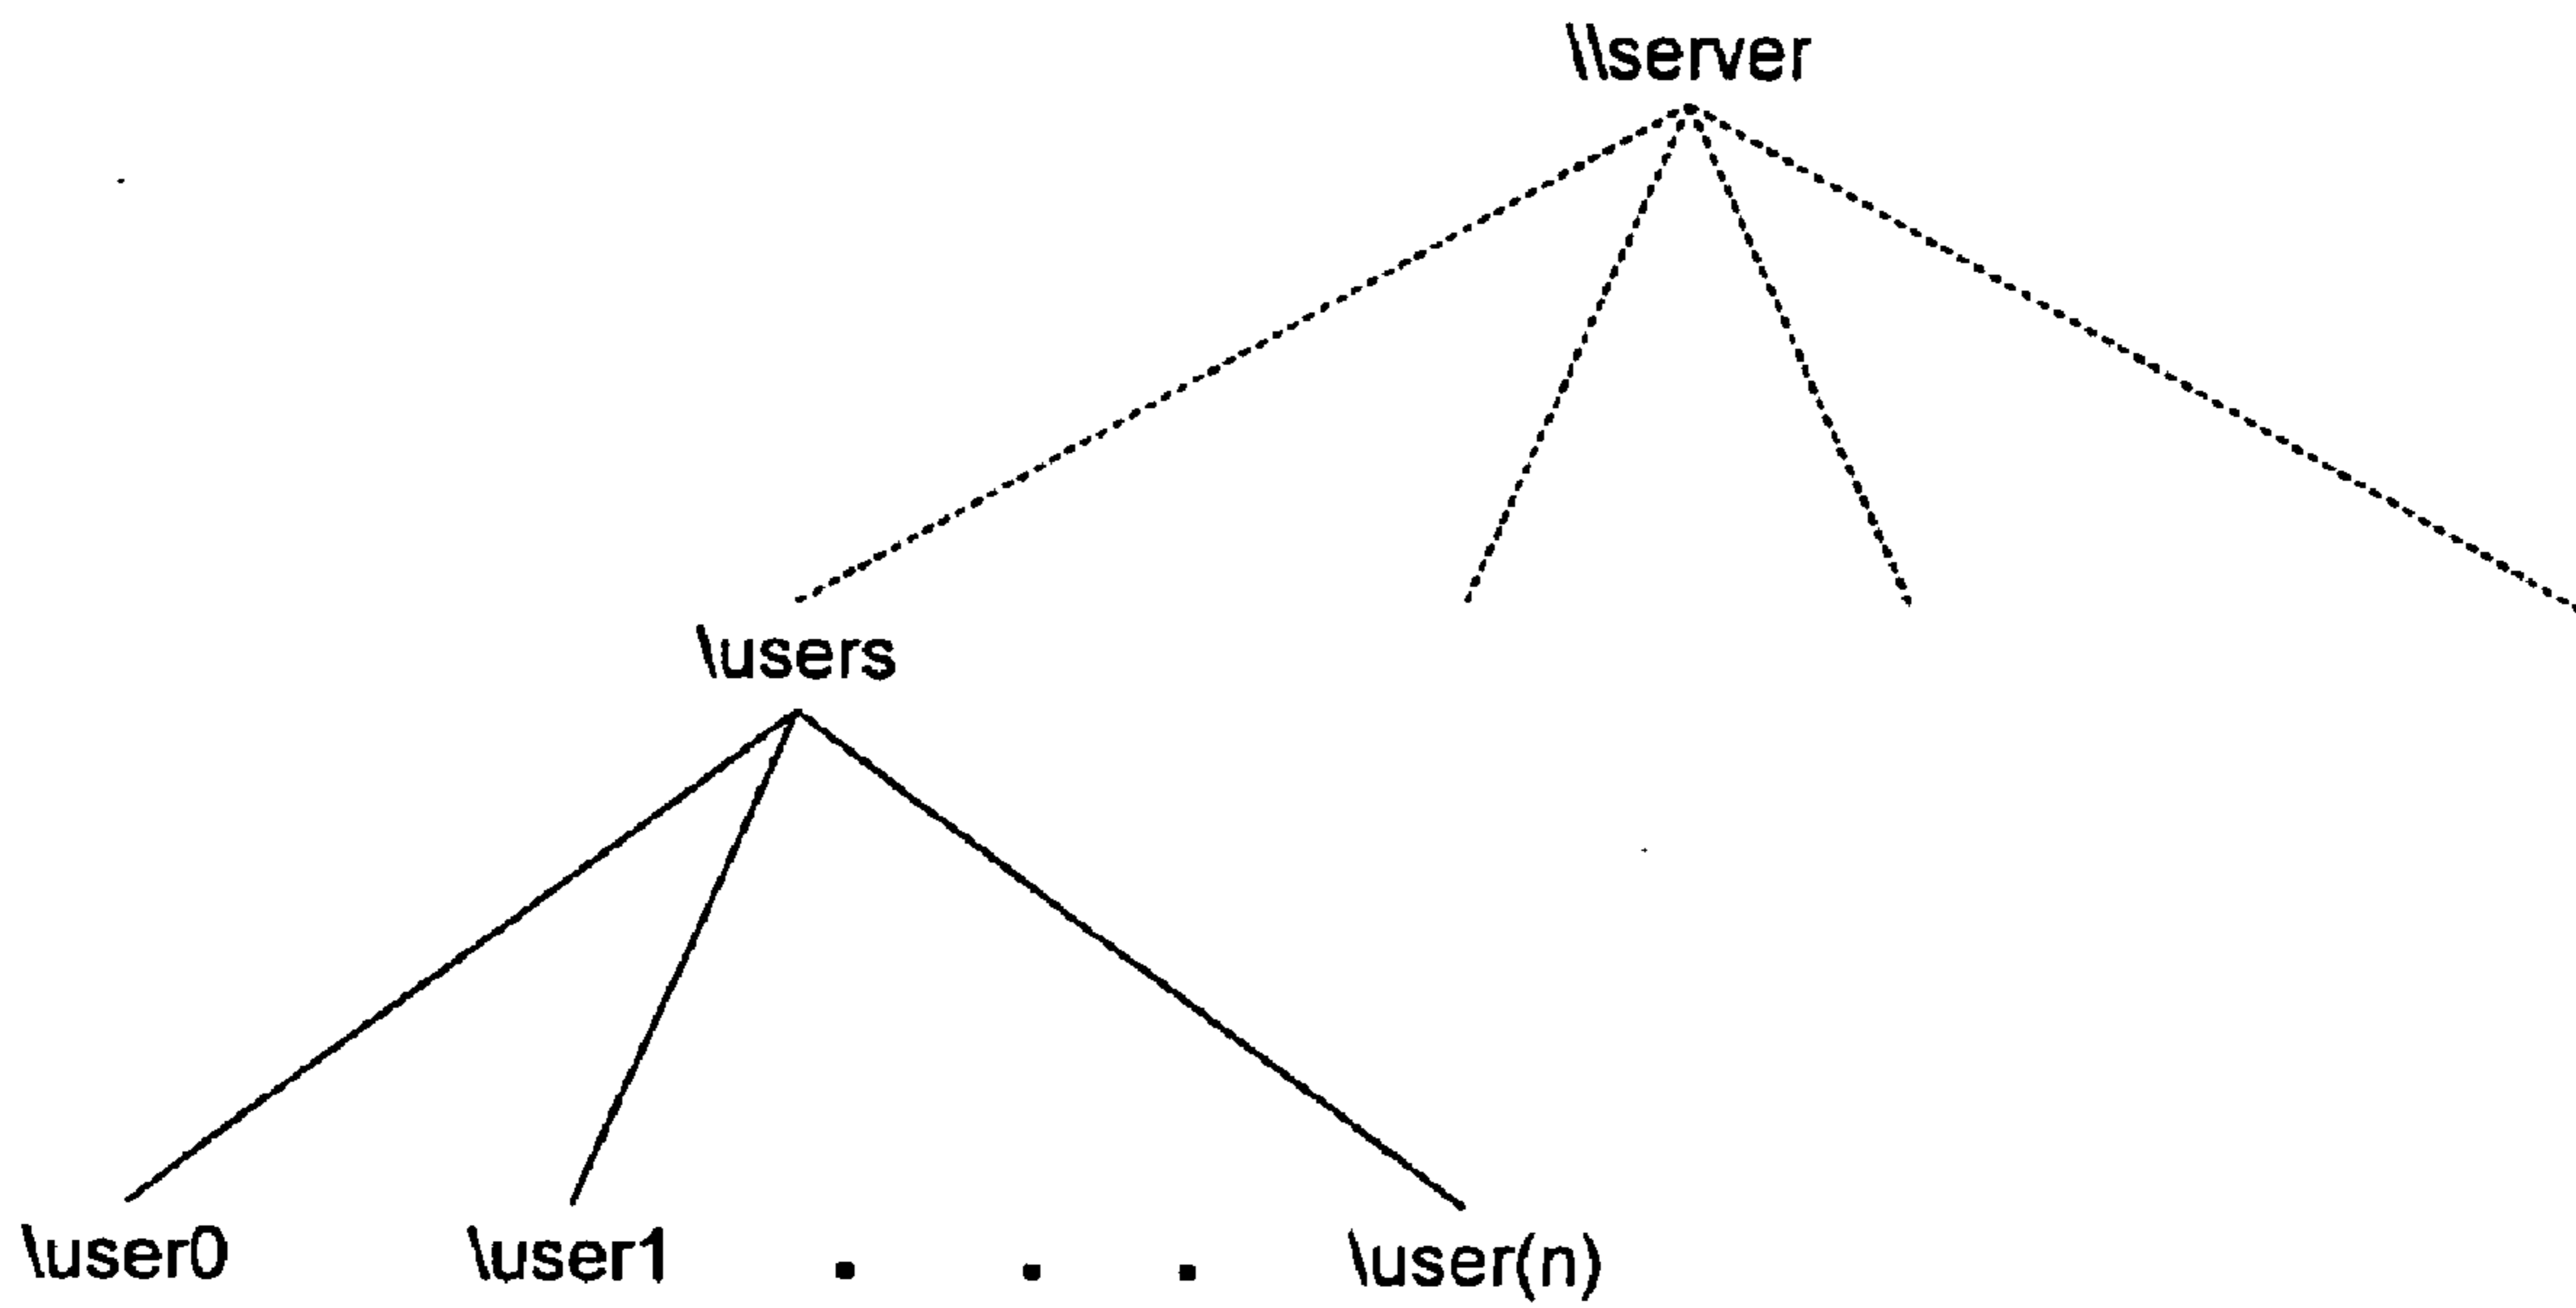 \\server
\users
\user0 \user1 . . . \user(n)